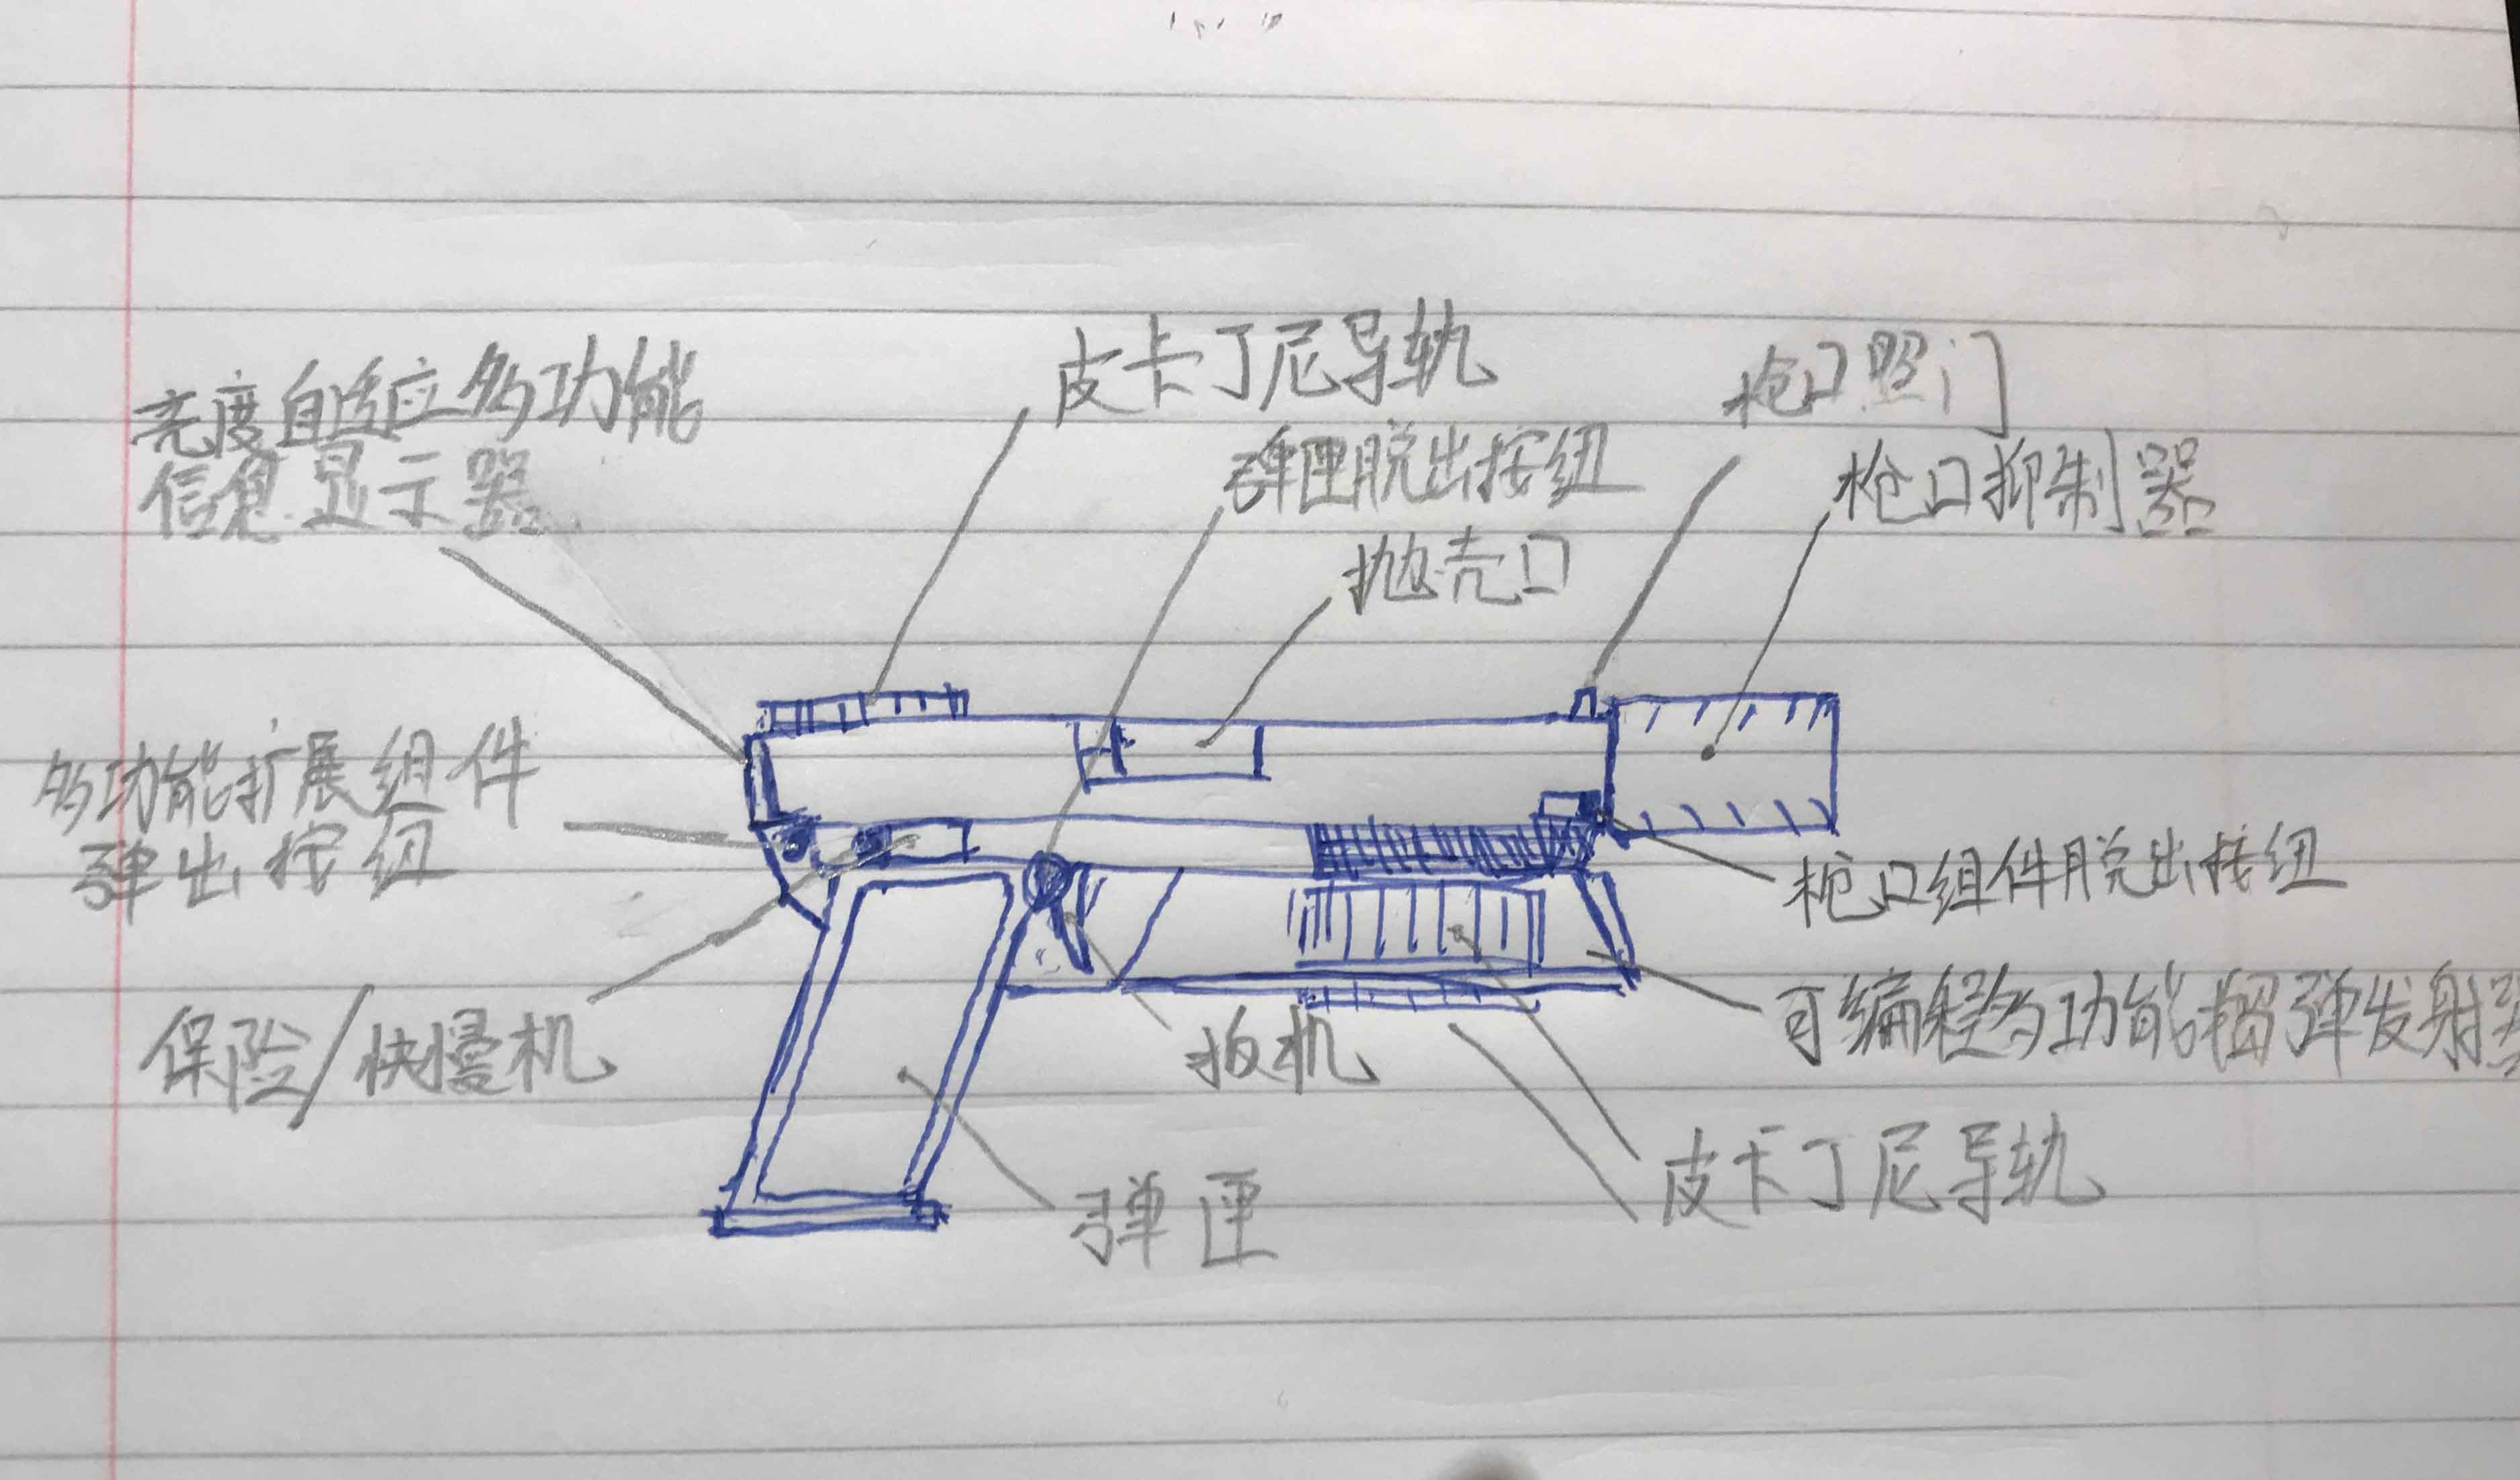 皮卡丁尼导轨
枪口照门
亮度自适应多功能
信息显示器
弹匣脱出按钮
枪口抑制器
抛壳口
多功能扩展组件
弹出按钮
枪口组件脱出按钮
保险/快慢机
扳机
可编程多功能榴弹发射器
弹匣
皮卡丁尼导轨